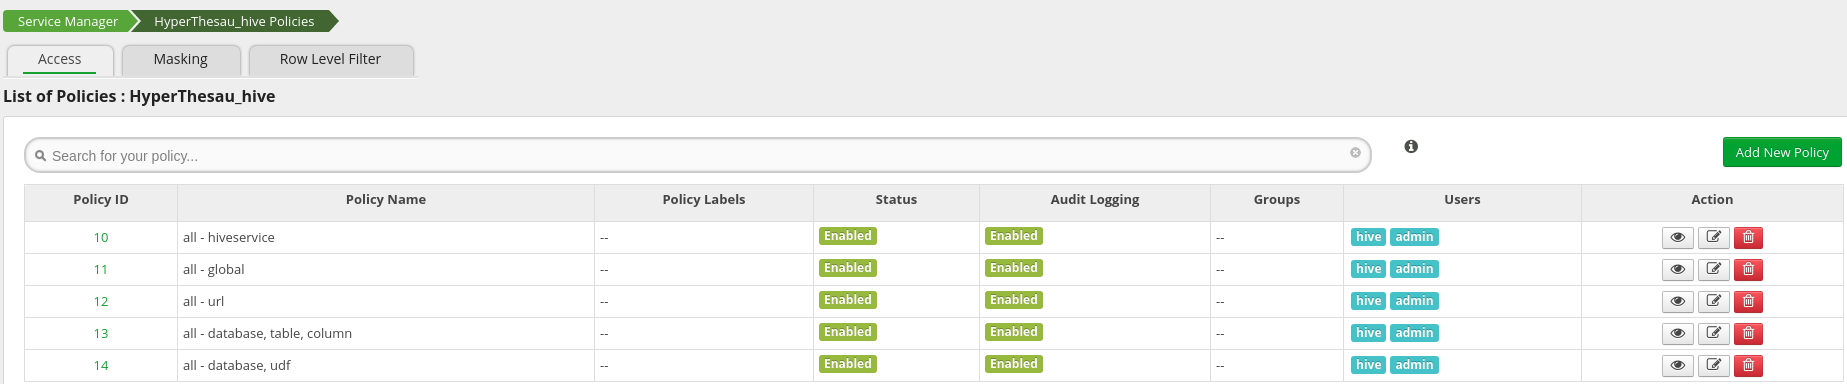 Service Manager HyperThesau_hive Policies
Access Masking Row Level Filter
List of Policies : HyperThesau_hive
Search for your policy...
Add New Policy
Policy ID Policy Name Policy Labels Status Audit Logging Groups Users Action
10 all - hiveservice -- Enabled Enabled -- hive admin
11 all - global -- Enabled Enabled -- hive admin
12 all - url -- Enabled Enabled -- hive admin
13 all - database, table, column -- Enabled Enabled -- hive admin
14 all - database, udf -- Enabled Enabled -- hive admin